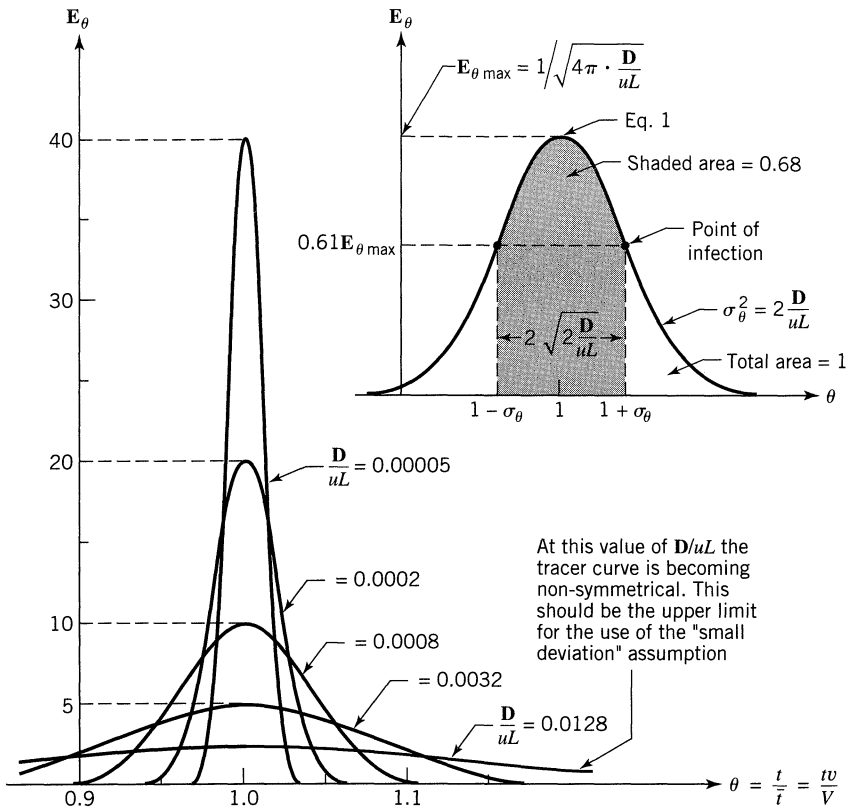 E_θ
E_θ
E_θ max = 1/√(4π · D/uL)
Eq. 1
40
Shaded area = 0.68
0.61E_θ max
Point of
infection
30
2 √(2 D/uL)
σ_θ^2 = 2 D/uL
Total area = 1
θ
1 − σ_θ
1
1 + σ_θ
20
D/uL = 0.00005
At this value of D/uL the
tracer curve is becoming
non-symmetrical. This
should be the upper limit
for the use of the "small
deviation" assumption
= 0.0002
10
= 0.0008
= 0.0032
5
D/uL = 0.0128
0.9
1.0
1.1
θ = t/t̄ = tv/V